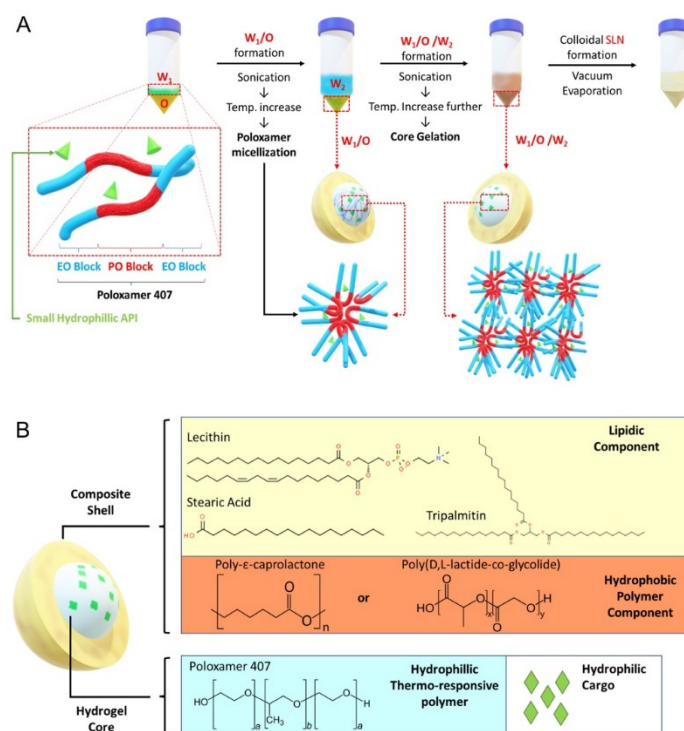 A
W1/O
formation
Sonication
↓
Temp. increase
↓
Poloxamer
micellization
W1/O /W2
formation
Sonication
↓
Temp. Increase further
↓
Core Gelation
Colloidal SLN
formation
Vacuum
Evaporation
W1
O
W2
W1/O
W1/O /W2
EO Block PO Block EO Block
Poloxamer 407
Small Hydrophillic API
B
Composite
Shell
Hydrogel
Core
Lecithin
Lipidic
Component
Stearic Acid
Tripalmitin
Poly-ε-caprolactone
or
Poly(D,L-lactide-co-glycolide)
Hydrophobic
Polymer
Component
Poloxamer 407
Hydrophillic
Thermo-responsive
polymer
Hydrophilic
Cargo
O
n
HO
x
y
H
HO
CH3
a
b
a
H